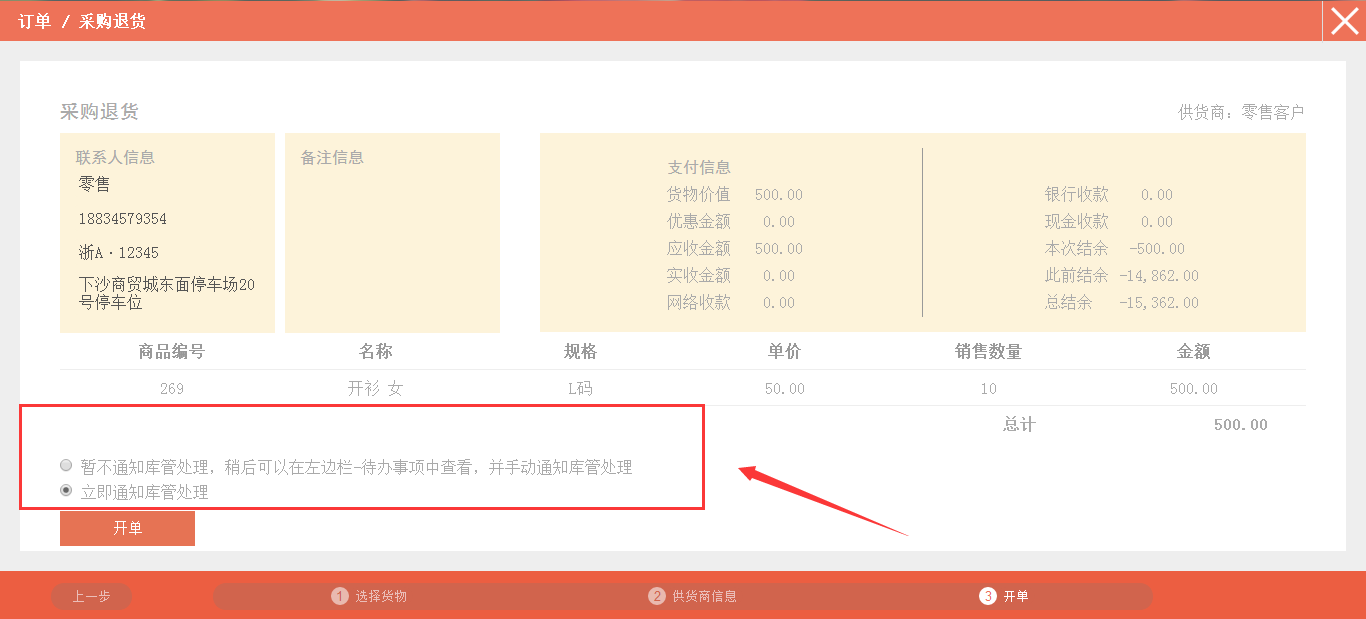 订单 / 采购退货
采购退货
供货商：零售客户
联系人信息
零售
18834579354
浙A·12345
下沙商贸城东面停车场20
号停车位
备注信息
支付信息
货物价值 500.00
优惠金额 0.00
应收金额 500.00
实收金额 0.00
网络收款 0.00
银行收款 0.00
现金收款 0.00
本次结余 -500.00
此前结余 -14,862.00
总结余 -15,362.00
商品编号 名称 规格 单价 销售数量 金额
269 开衫 女 L码 50.00 10 500.00
总计 500.00
暂不通知库管处理，稍后可以在左边栏-待办事项中查看，并手动通知库管处理
立即通知库管处理
开单
上一步 1 选择货物 2 供货商信息 3 开单